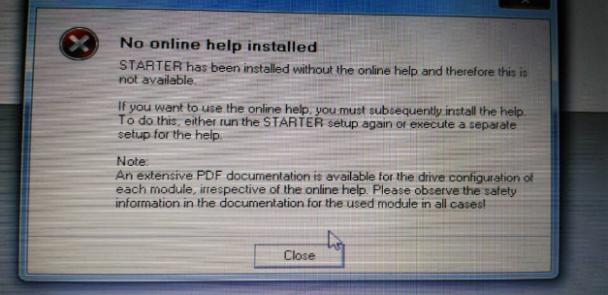 No online help installed
STARTER has been installed without the online help and therefore this is
not available.
If you want to use the online help, you must subsequently install the help.
To do this, either run the STARTER setup again or execute a separate
setup for the help.
Note:
An extensive PDF documentation is available for the drive configuration of
each module, irrespective of the online help. Please observe the safety
information in the documentation for the used module in all cases!
Close